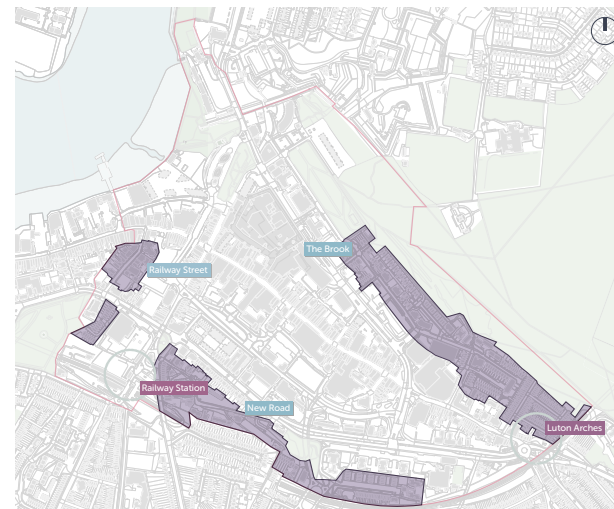 The Brook
Railway Street
Railway Station
New Road
Luton Arches